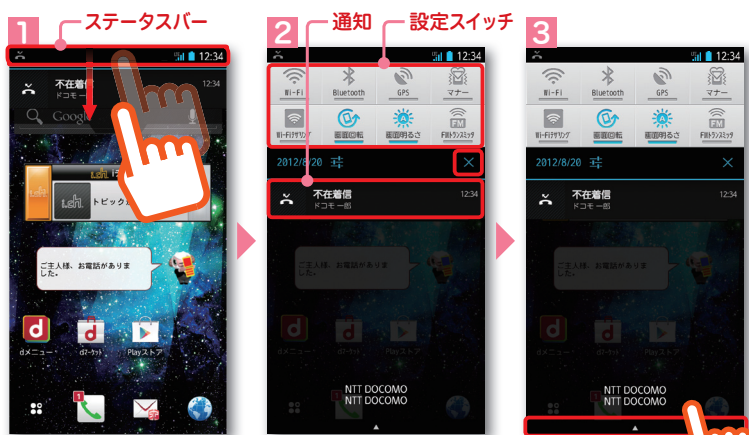 1
ステータスバー
12:34
不在着信
12:34
ドコモ 一
Goog
i.ch.
i.ch.
トピック
ご主人様、お電話がありま
した。
d
dメニュー
d
dマーケット
Playストア
1
2
通知
設定スイッチ
12:34
Wi-Fi
Bluetooth
GPS
マナー
Wi-Fiテザリング
画面回転
画面明るさ
FMトランスミッタ
2012/8/20
不在着信
12:34
ドコモ 一郎
ご主人様、お電話がありま
した。
d
dメニュー
d
dマーケット
Playストア
NTT DOCOMO
NTT DOCOMO
3
12:34
Wi-Fi
Bluetooth
GPS
マナー
Wi-Fiテザリング
画面回転
画面明るさ
FMトランスミッタ
2012/8/20
不在着信
12:34
ドコモ 一郎
ご主人様、お電話がありま
した。
d
dメニュー
d
dマーケット
Playストア
NTT DOCOMO
NTT DOCOMO